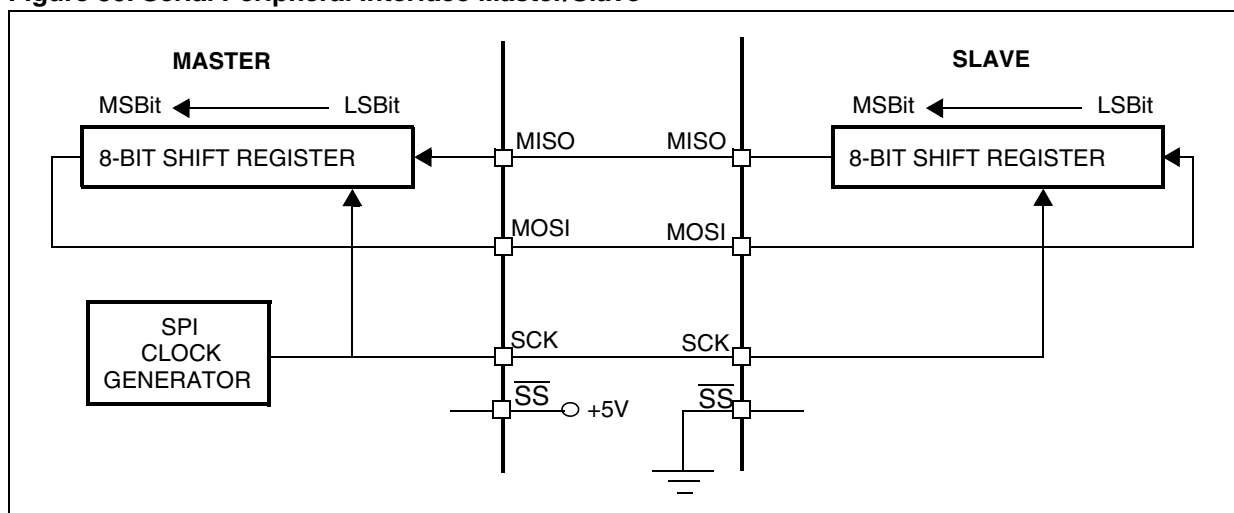 MASTER
SLAVE
MSBit LSBit
MSBit LSBit
8-BIT SHIFT REGISTER
MISO
MISO
8-BIT SHIFT REGISTER
MOSI
MOSI
SPI
CLOCK
GENERATOR
SCK
SCK
SS
+5V
SS